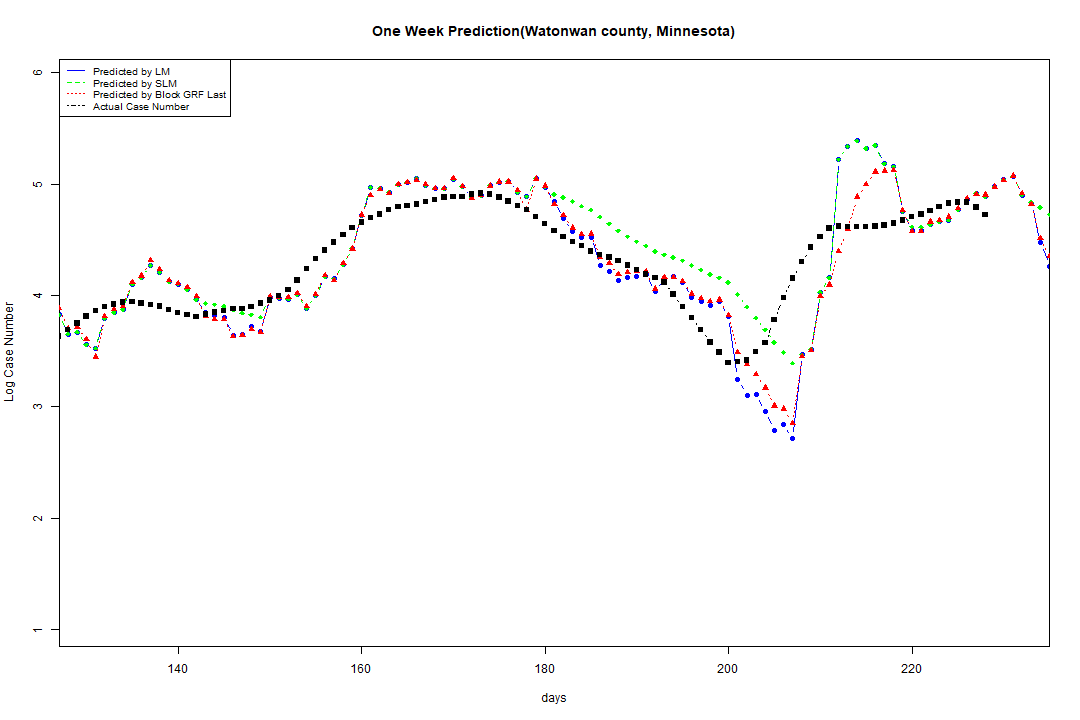 One Week Prediction(Watonwan county, Minnesota)
Predicted by LM
Predicted by SLM
Predicted by Block GRF Last
Actual Case Number
Log Case Number
6
5
4
3
2
1
140 160 180 200 220
days